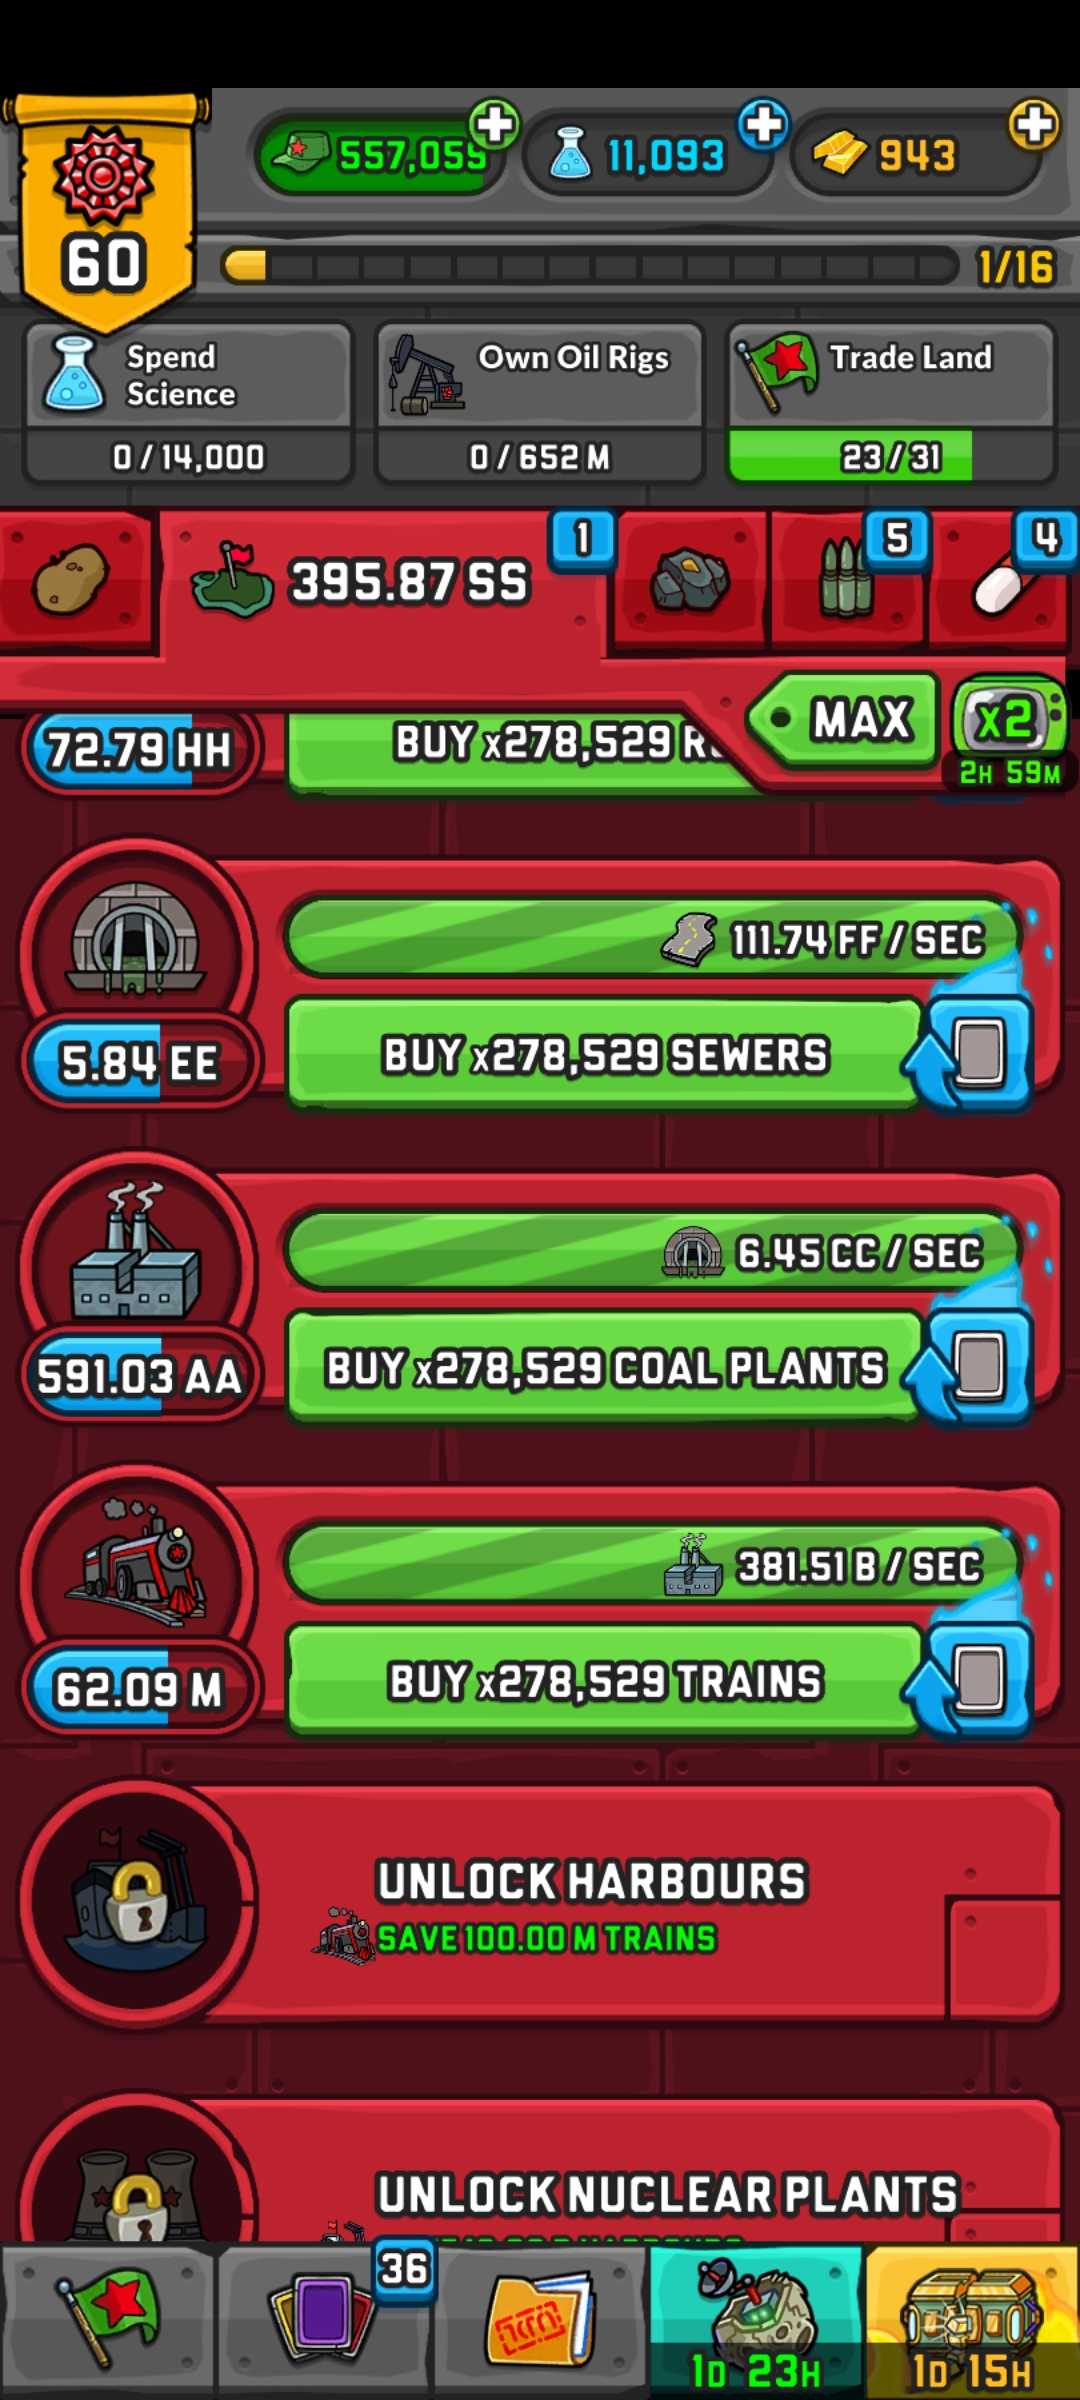 557,055
11,093
943
60
1/16
Spend
Science
0/14,000
Own Oil Rigs
0/652 M
Trade Land
23/31
395.87 SS
1
5
4
MAX
x2
2H 59M
72.79 HH
BUY x278,529
111.74 FF / SEC
5.84 EE
BUY x278,529 SEWERS
6.45 CC / SEC
591.03 AA
BUY x278,529 COAL PLANTS
381.51 B / SEC
62.09 M
BUY x278,529 TRAINS
UNLOCK HARBOURS
SAVE 100.00 M TRAINS
UNLOCK NUCLEAR PLANTS
36
1D 23H
1D 15H